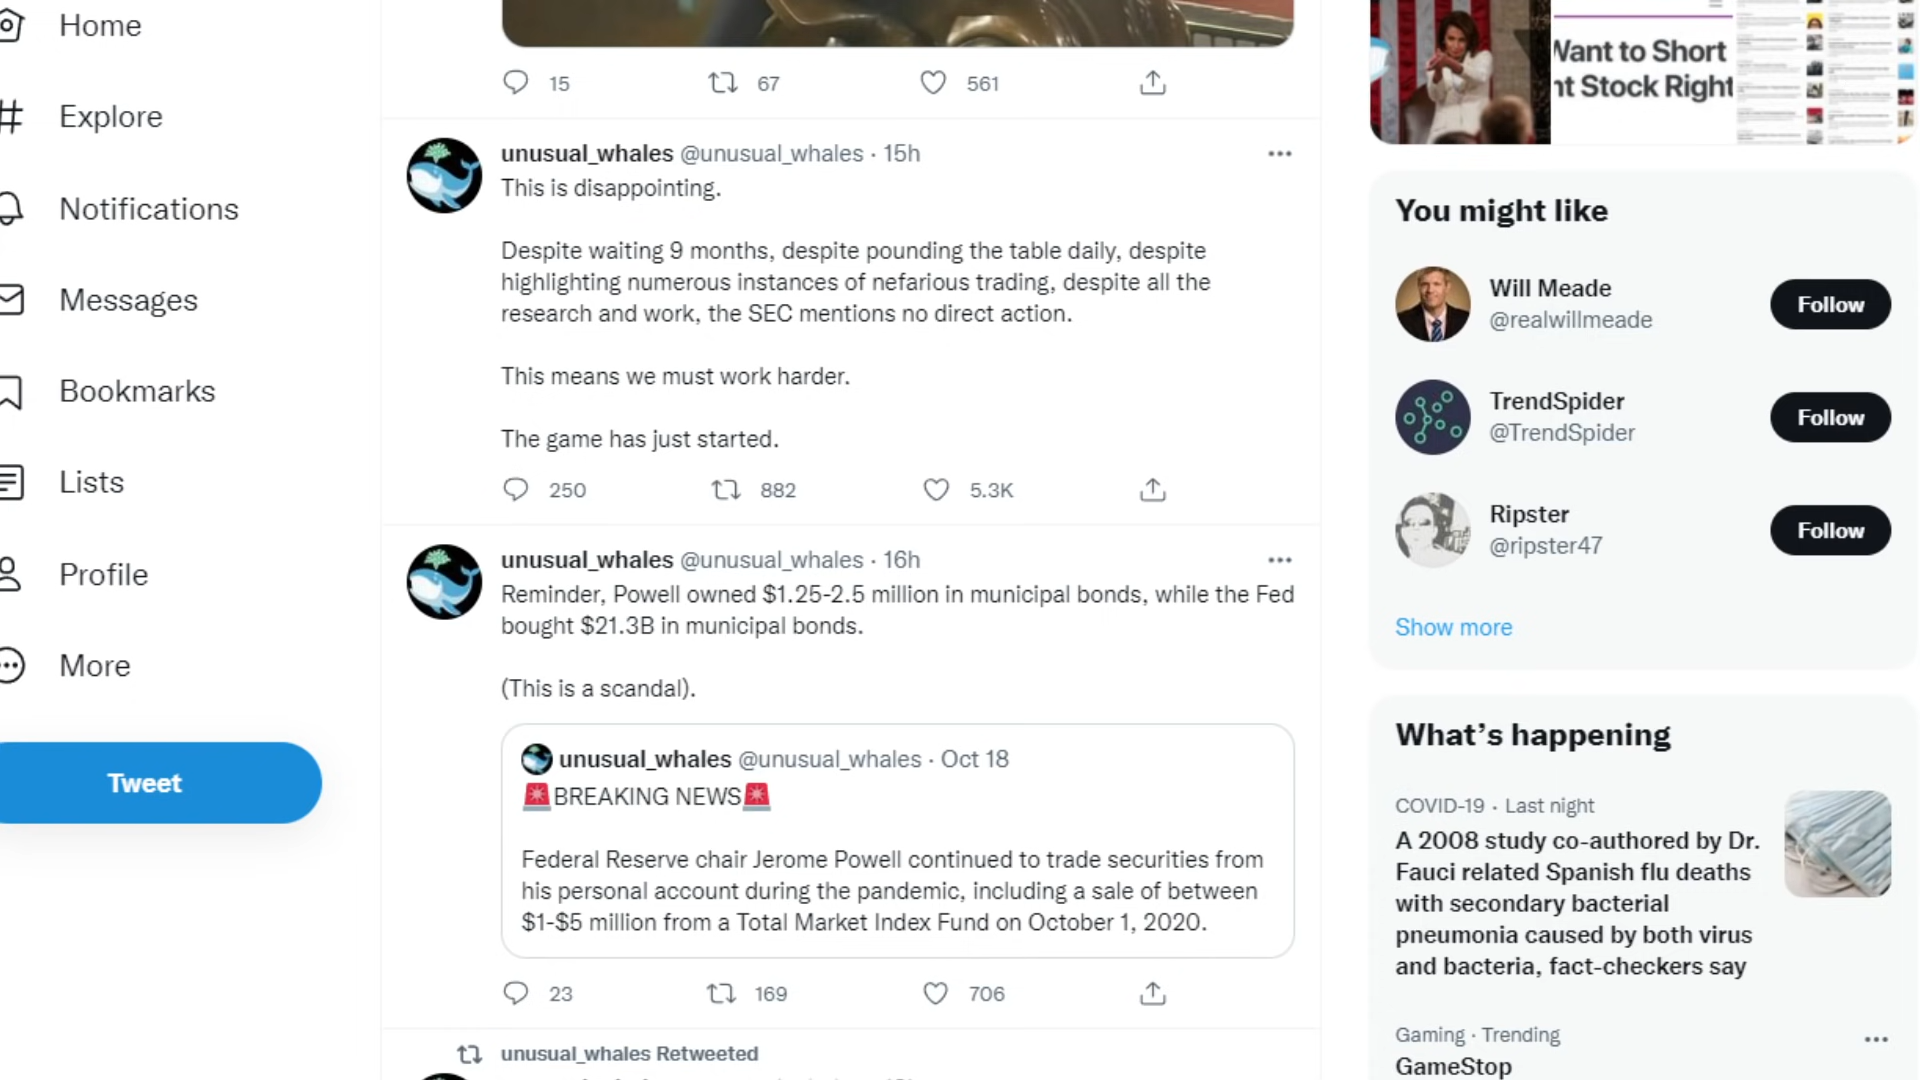 Home
Explore
Notifications
Messages
Bookmarks
Lists
Profile
More
Tweet
15 67 561
unusual_whales @unusual_whales · 15h
This is disappointing.
Despite waiting 9 months, despite pounding the table daily, despite
highlighting numerous instances of nefarious trading, despite all the
research and work, the SEC mentions no direct action.
This means we must work harder.
The game has just started.
250 882 5.3K
unusual_whales @unusual_whales · 16h
Reminder, Powell owned $1.25-2.5 million in municipal bonds, while the Fed
bought $21.3B in municipal bonds.
(This is a scandal).
unusual_whales @unusual_whales · Oct 18
🚨BREAKING NEWS🚨
Federal Reserve chair Jerome Powell continued to trade securities from
his personal account during the pandemic, including a sale of between
$1-$5 million from a Total Market Index Fund on October 1, 2020.
23 169 706
unusual_whales Retweeted
Want to Short
nt Stock Right
You might like
Will Meade
@realwillmeade
Follow
TrendSpider
@TrendSpider
Follow
Ripster
@ripster47
Follow
Show more
What’s happening
COVID-19 · Last night
A 2008 study co-authored by Dr.
Fauci related Spanish flu deaths
with secondary bacterial
pneumonia caused by both virus
and bacteria, fact-checkers say
Gaming · Trending
GameStop